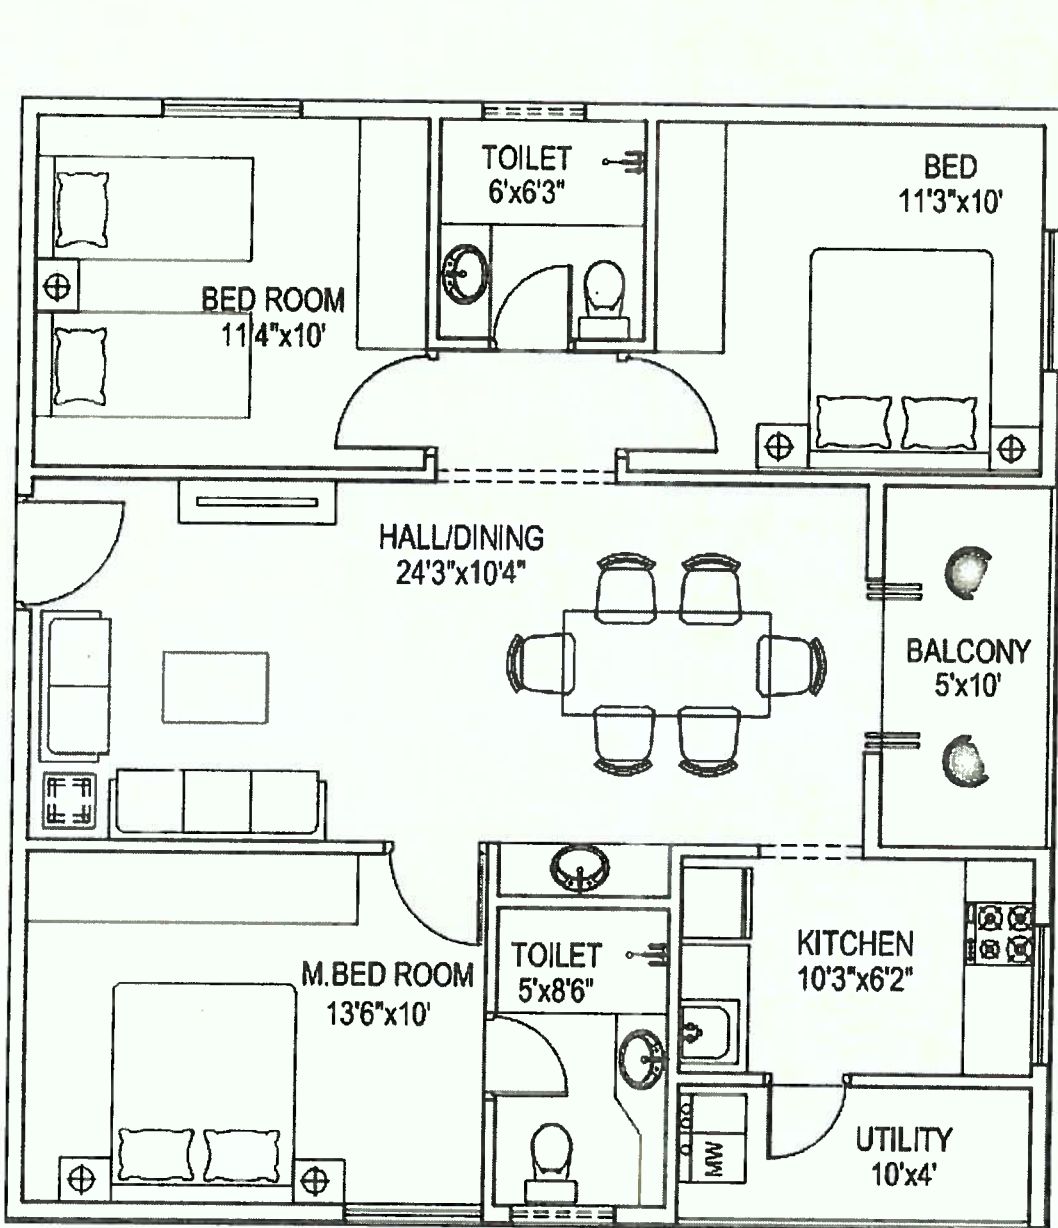 TOILET
6'x6'3"
BED
11'3"x10'
BED ROOM
11'4"x10'
HALL/DINING
24'3"x10'4"
BALCONY
5'x10'
KITCHEN
10'3"x6'2"
TOILET
5'x8'6"
M.BED ROOM
13'6"x10'
UTILITY
10'x4'
MW